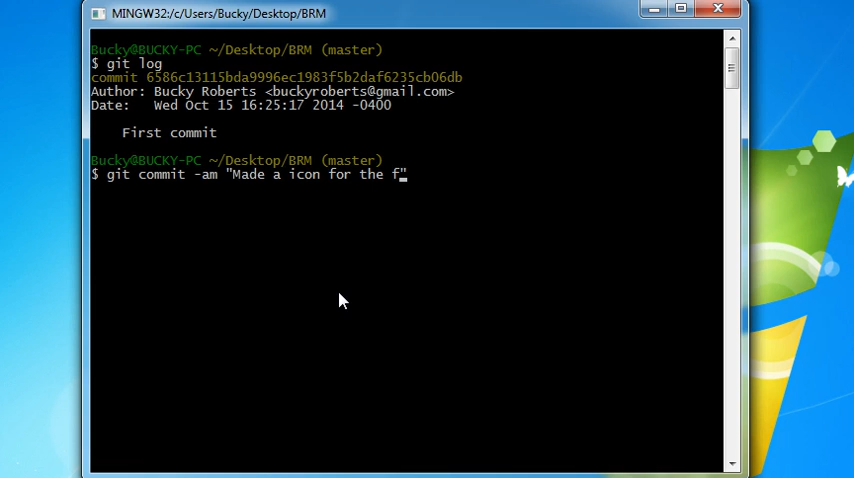 MINGW32:/c/Users/Bucky/Desktop/BRM
Bucky@BUCKY-PC ~/Desktop/BRM (master)
$ git log
commit 6586c13115bda9996ec1983f5b2daf6235cb06db
Author: Bucky Roberts <buckyroberts@gmail.com>
Date:   Wed Oct 15 16:25:17 2014 -0400
First commit
Bucky@BUCKY-PC ~/Desktop/BRM (master)
$ git commit -am "Made a icon for the f"